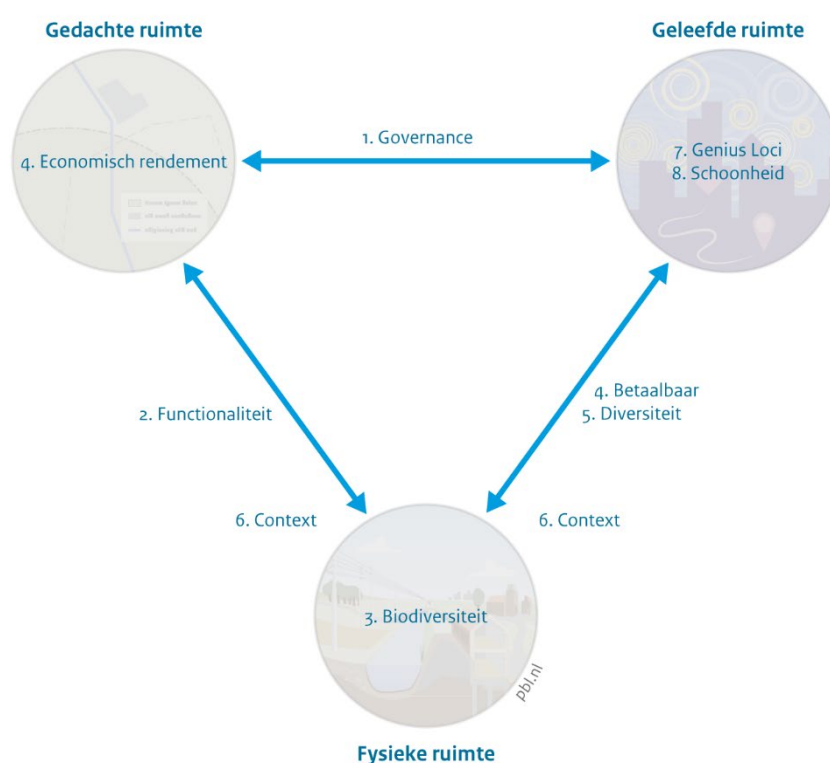 Gedachte ruimte
Geleefde ruimte
1. Governance
4. Economisch rendement
7. Genius Loci
8. Schoonheid
2. Functionaliteit
4. Betaalbaar
5. Diversiteit
6. Context
6. Context
3. Biodiversiteit
pbl.nl
Fysieke ruimte